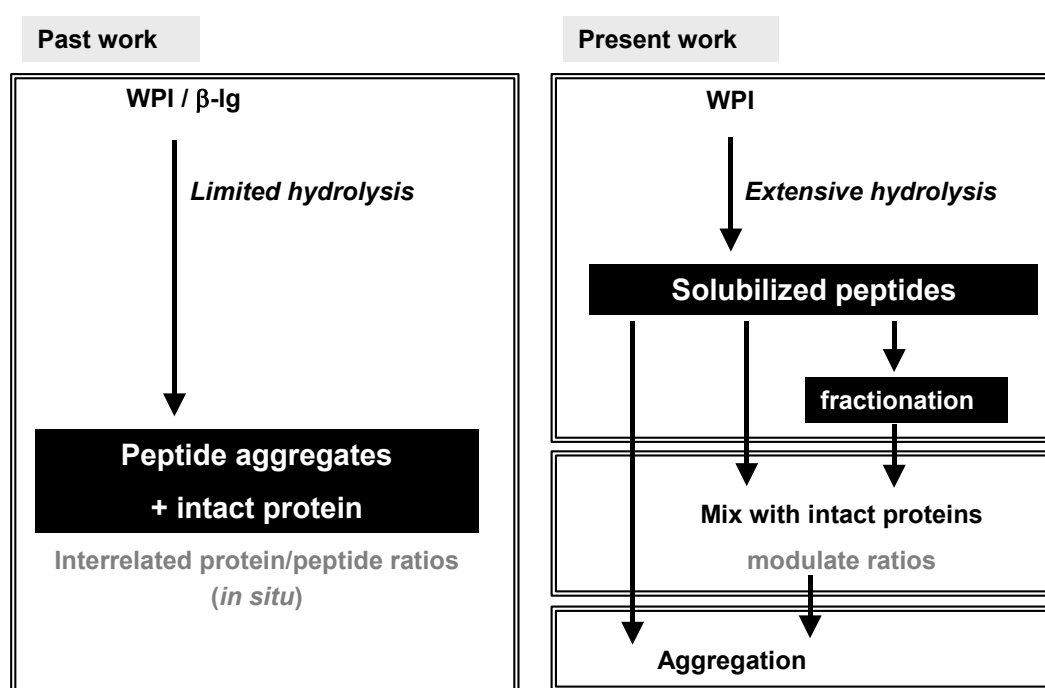 Past work
WPI / β-lg
Limited hydrolysis
Peptide aggregates
+ intact protein
Interrelated protein/peptide ratios
(in situ)
Present work
WPI
Extensive hydrolysis
Solubilized peptides
fractionation
Mix with intact proteins
modulate ratios
Aggregation